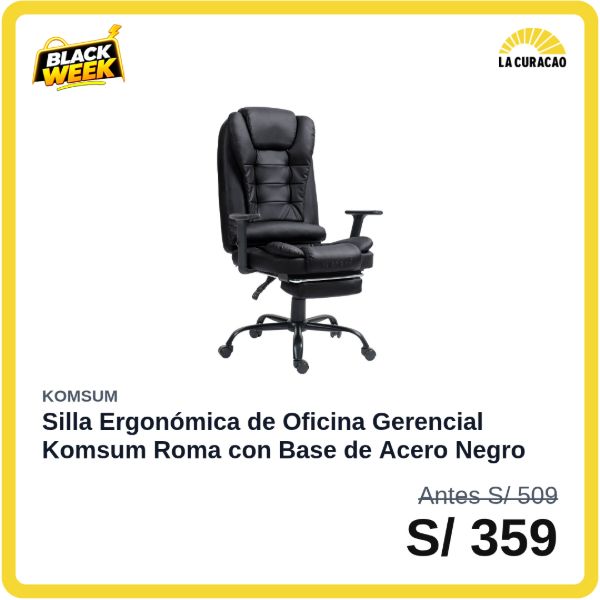 BLACK
WEEK
LA CURACAO
KOMSUM
Silla Ergonómica de Oficina Gerencial
Komsum Roma con Base de Acero Negro
Antes S/ 509
S/ 359